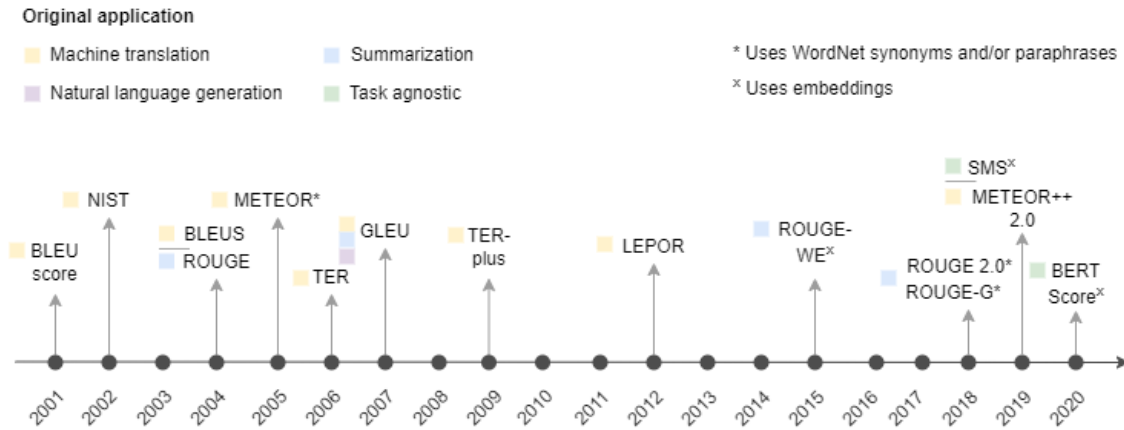 Original application
Machine translation
Summarization
* Uses WordNet synonyms and/or paraphrases
Natural language generation
Task agnostic
x Uses embeddings
BLEU
score
NIST
BLEUS
ROUGE
METEOR*
TER
GLEU
TER-
plus
LEPOR
ROUGE-
WEx
ROUGE 2.0*
ROUGE-G*
SMSx
METEOR++
2.0
BERT
Scorex
2001
2002
2003
2004
2005
2006
2007
2008
2009
2010
2011
2012
2013
2014
2015
2016
2017
2018
2019
2020